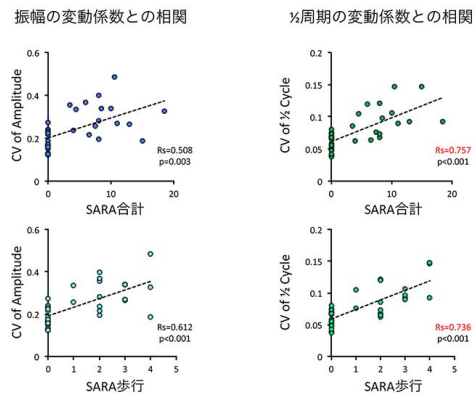 振幅の変動係数との相関
½周期の変動係数との相関
CV of Amplitude
0.6
0.4
0.2
0
0
10
20
Rs=0.508
p=0.003
SARA合計
CV of ½ Cycle
0.2
0.15
0.1
0.05
0
0
10
20
Rs=0.757
p<0.001
SARA合計
CV of Amplitude
0.6
0.4
0.2
0
0
1
2
3
4
5
Rs=0.612
p<0.001
SARA歩行
CV of ½ Cycle
0.2
0.15
0.1
0.05
0
0
1
2
3
4
5
Rs=0.736
p<0.001
SARA歩行